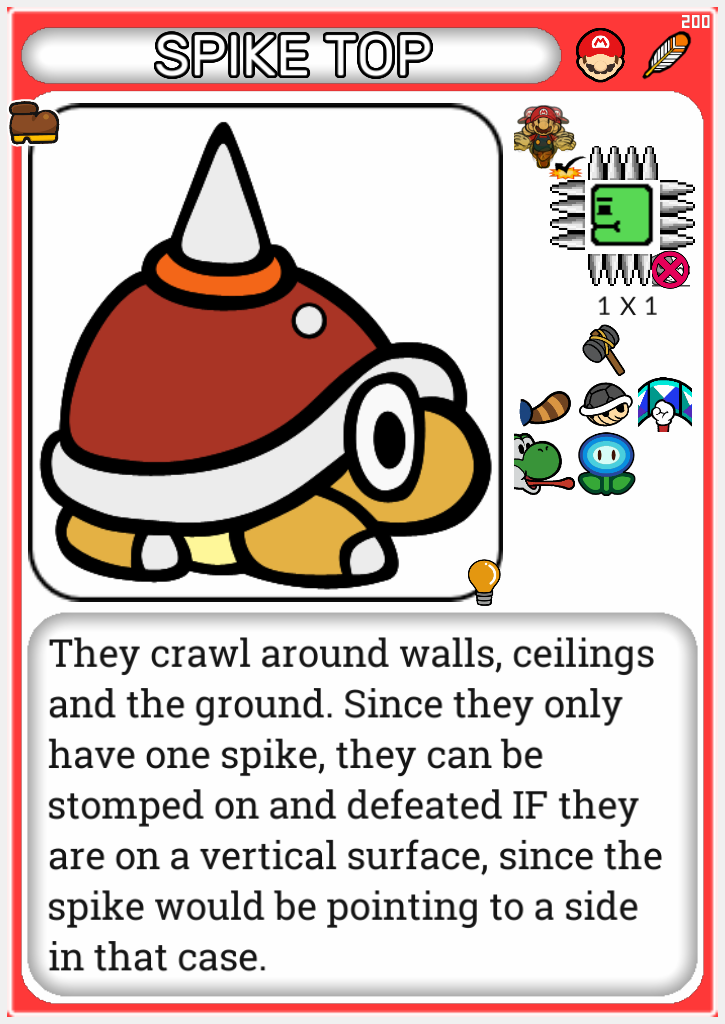 200
SPIKE TOP
1 X 1
They crawl around walls, ceilings
and the ground. Since they only
have one spike, they can be
stomped on and defeated IF they
are on a vertical surface, since the
spike would be pointing to a side
in that case.